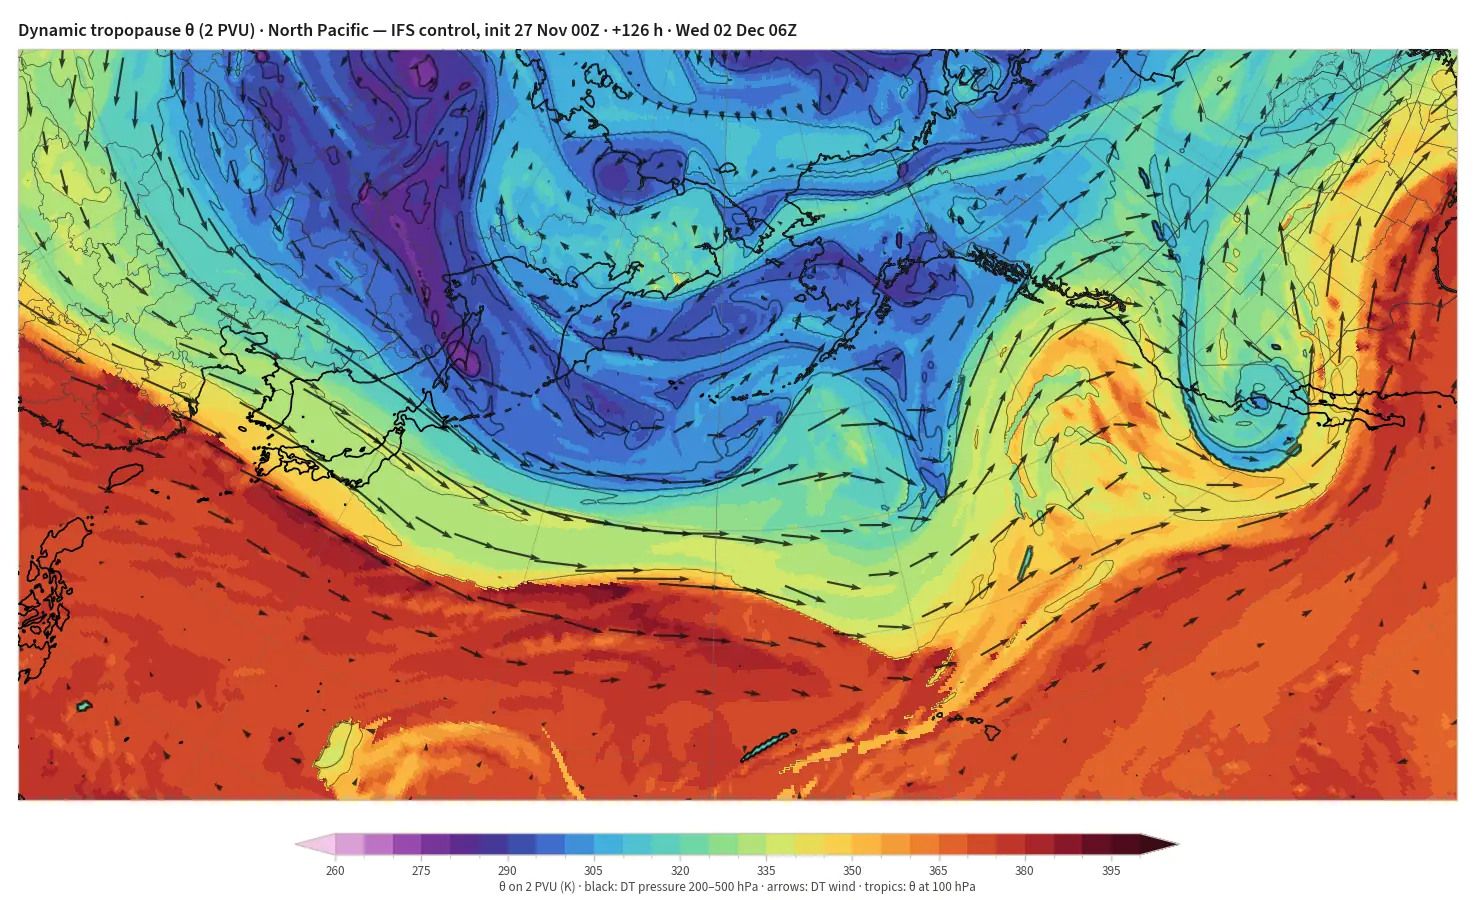 Dynamic tropopause θ (2 PVU) · North Pacific — IFS control, init 27 Nov 00Z · +126 h · Wed 02 Dec 06Z
260 275 290 305 320 335 350 365 380 395
θ on 2 PVU (K) · black: DT pressure 200–500 hPa · arrows: DT wind · tropics: θ at 100 hPa